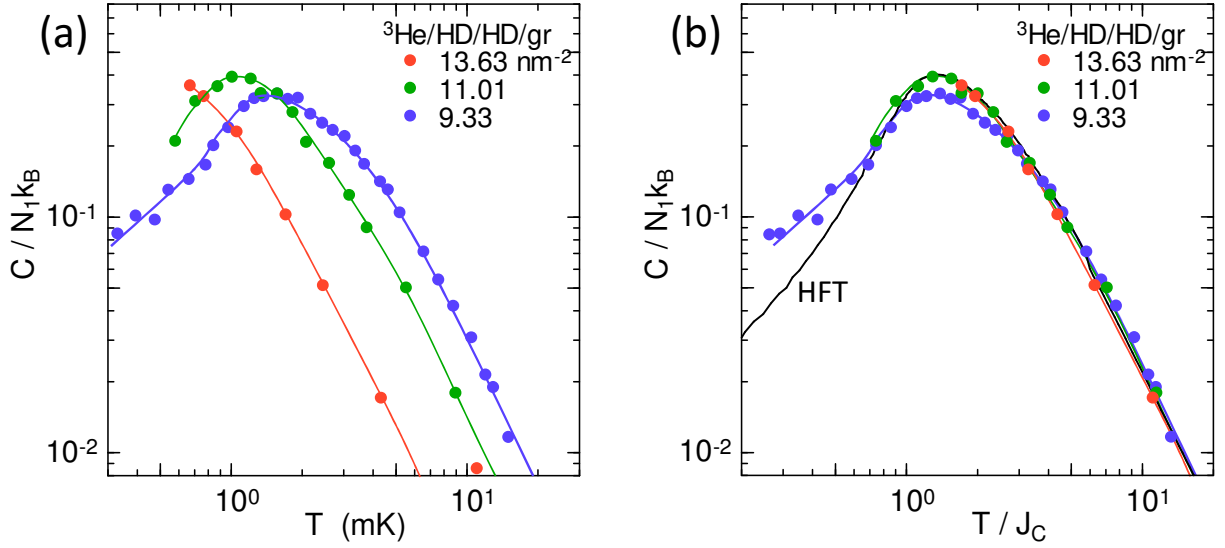 (a)
³He/HD/HD/gr
13.63 nm⁻²
11.01
9.33
C / N₁k_B
10⁻¹
10⁻²
10⁰
10¹
T (mK)
(b)
³He/HD/HD/gr
13.63 nm⁻²
11.01
9.33
C / N₁k_B
10⁻¹
10⁻²
HFT
10⁰
10¹
T / J_C